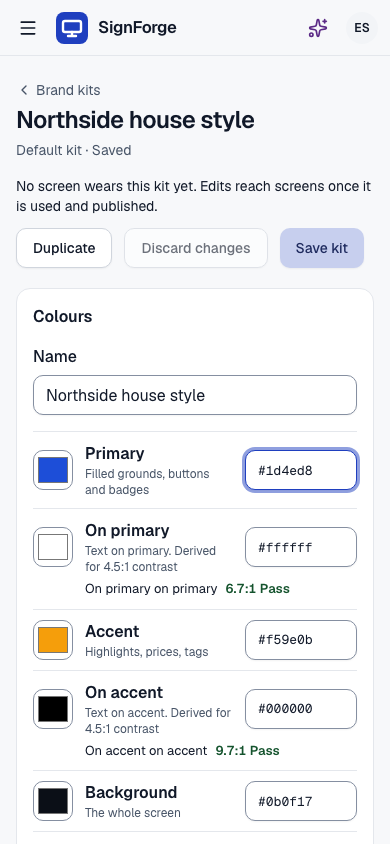 SignForge
ES
Brand kits
Northside house style
Default kit · Saved
No screen wears this kit yet. Edits reach screens once it
is used and published.
Duplicate
Discard changes
Save kit
Colours
Name
Northside house style
Primary
Filled grounds, buttons
and badges
#1d4ed8
On primary
Text on primary. Derived
for 4.5:1 contrast
#ffffff
On primary on primary 6.7:1 Pass
Accent
Highlights, prices, tags
#f59e0b
On accent
Text on accent. Derived for
4.5:1 contrast
#000000
On accent on accent 9.7:1 Pass
Background
The whole screen
#0b0f17